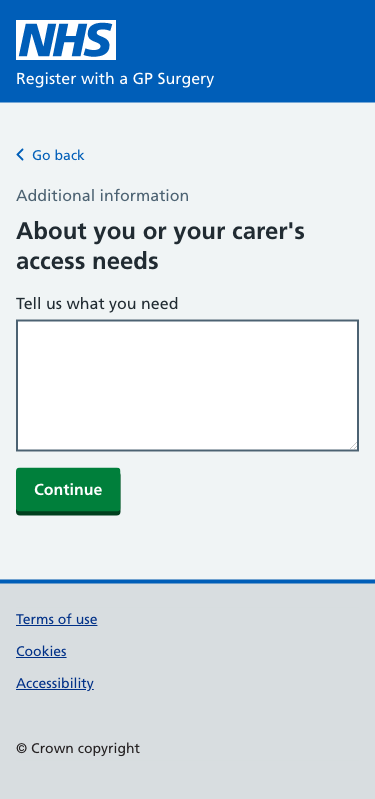 NHS
Register with a GP Surgery
Go back
Additional information
About you or your carer's
access needs
Tell us what you need
Continue
Terms of use
Cookies
Accessibility
© Crown copyright